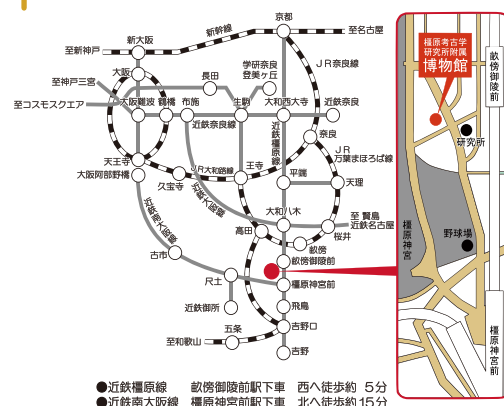 京都
新幹線
至名古屋
新大阪
至新神戸
ＪＲ奈良線
大阪
学研奈良
登美ヶ丘
長田
至神戸三宮
至コスモスクエア
大阪難波
鶴橋
布施
生駒
大和西大寺
近鉄奈良
近鉄奈良線
近鉄橿原線
奈良
ＪＲ
万葉まほろば線
天王寺
大阪阿部野橋
ＪＲ大和路線
王寺
平端
天理
久宝寺
近鉄大阪線
近鉄南大阪線
大和八木
至 賢島
近鉄名古屋
高田
桜井
畝傍
古市
畝傍御陵前
尺土
橿原神宮前
近鉄御所
飛鳥
五条
吉野口
至和歌山
吉野
橿原考古学
研究所附属
博物館
畝傍御陵前
研究所
橿原神宮
野球場
橿原神宮前
●近鉄橿原線　畝傍御陵前駅下車　西へ徒歩約 5分
●近鉄南大阪線　橿原神宮前駅下車　北へ徒歩約15分